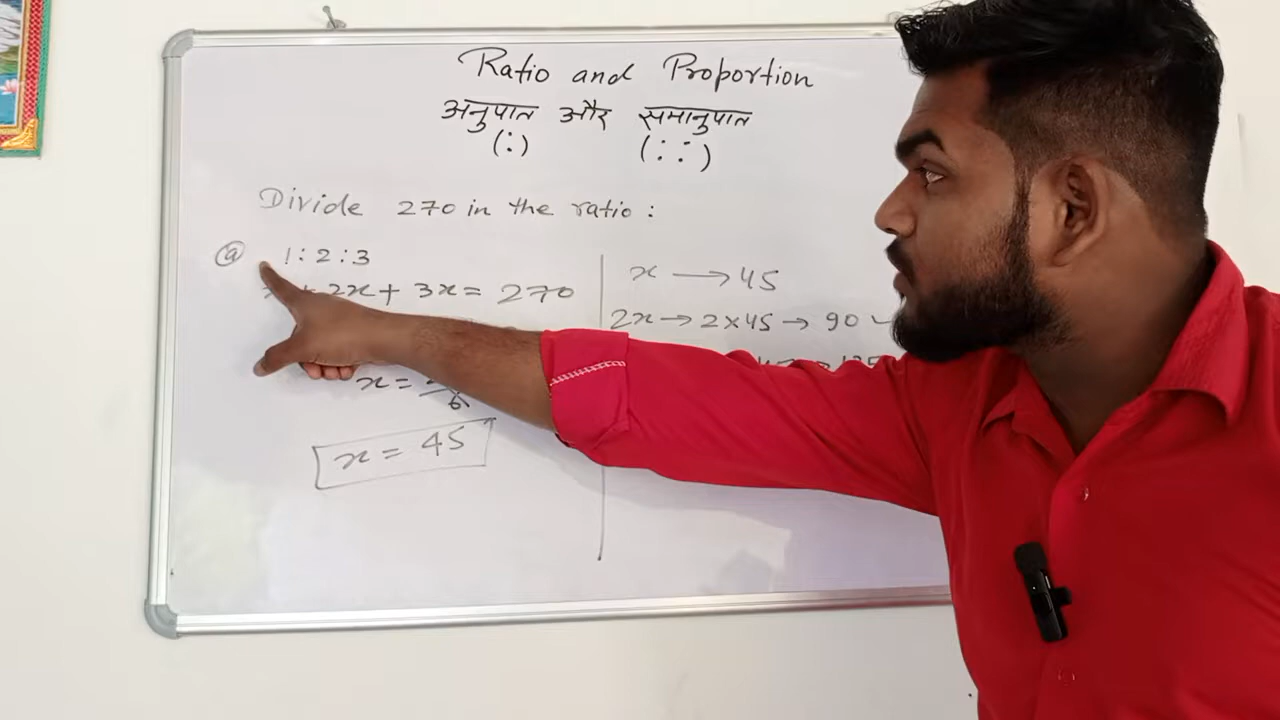 Ratio and Proportion
अनुपात और समानुपात
(:) (::)
Divide 270 in the ratio:
(a) 1:2:3
+ 2x + 3x = 270
x =
6
x = 45
x → 45
2x → 2×45 → 90